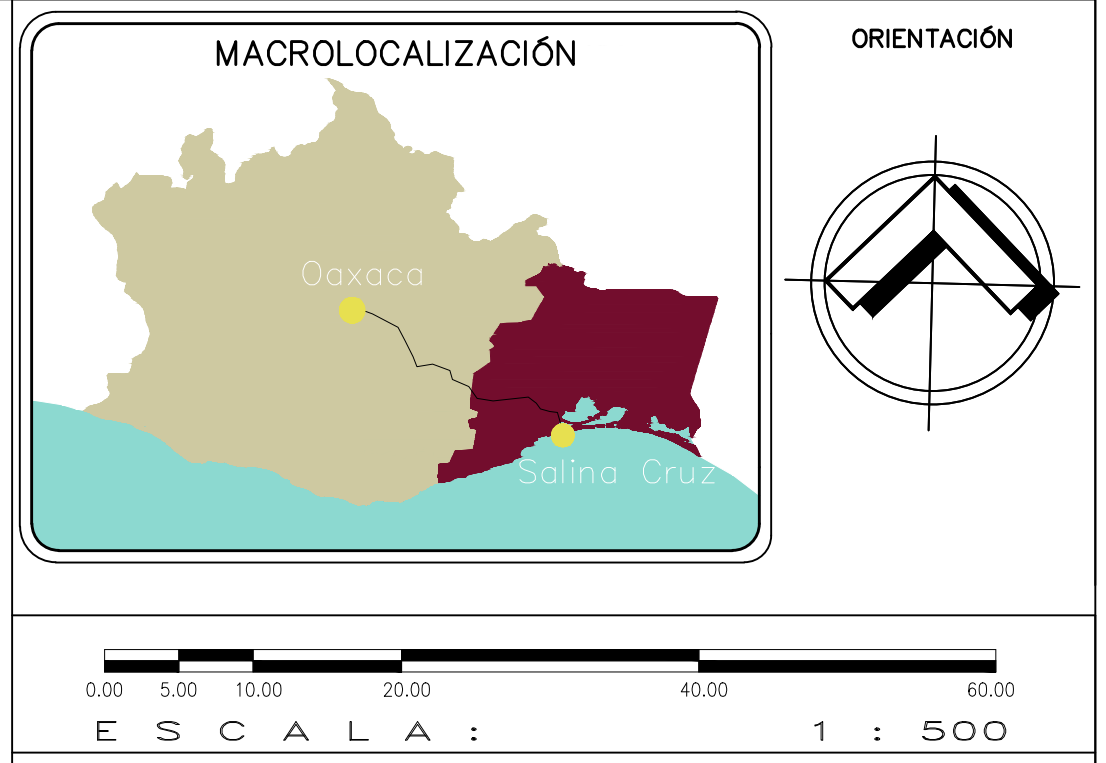 MACROLOCALIZACIÓN
ORIENTACIÓN
Oaxaca
Salina Cruz
0.00 5.00 10.00 20.00 40.00 60.00
ESCALA: 1 : 500